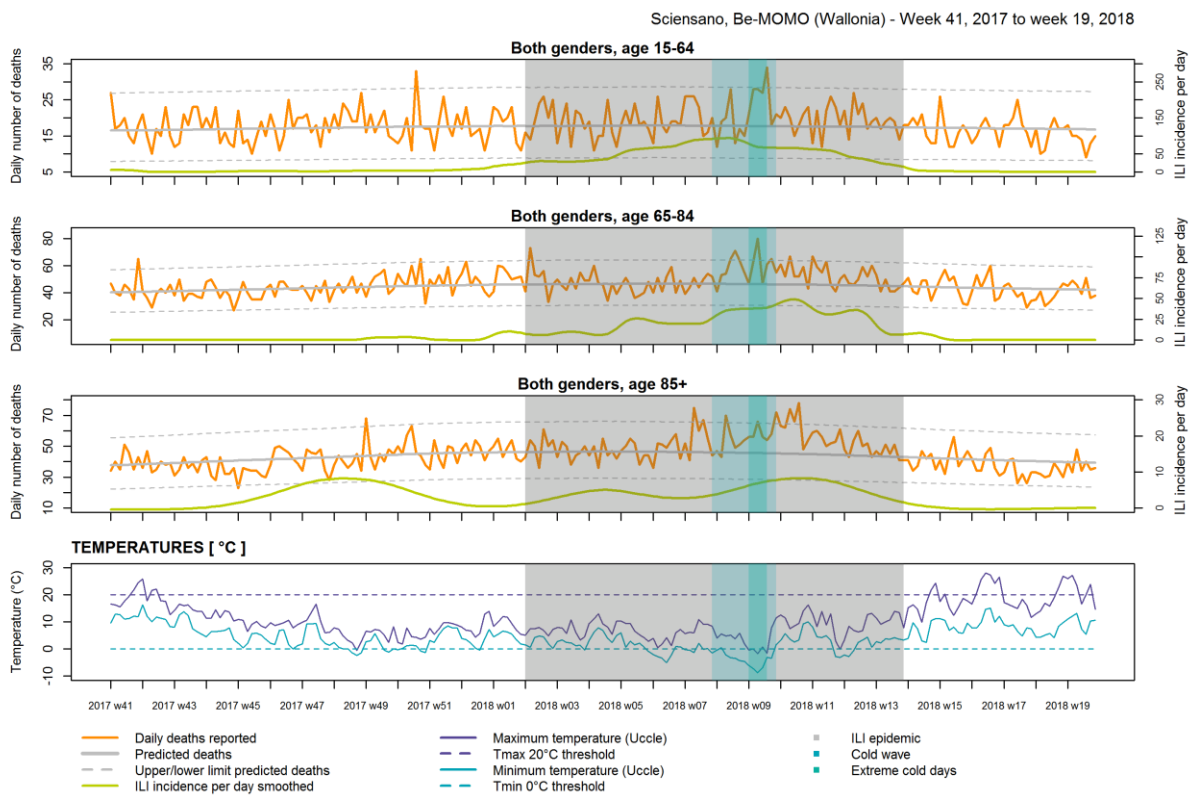 Sciensano, Be-MOMO (Wallonia) - Week 41, 2017 to week 19, 2018
Both genders, age 15-64
Daily number of deaths
35
25
15
5
250
150
100
50
0
ILI incidence per day
Both genders, age 65-84
Daily number of deaths
80
60
40
20
125
75
50
25
0
ILI incidence per day
Both genders, age 85+
Daily number of deaths
70
50
30
10
30
20
10
0
ILI incidence per day
TEMPERATURES [ °C ]
Temperature (°C)
30
20
10
0
-10
2017 w41 2017 w43 2017 w45 2017 w47 2017 w49 2017 w51 2018 w01 2018 w03 2018 w05 2018 w07 2018 w09 2018 w11 2018 w13 2018 w15 2018 w17 2018 w19
Daily deaths reported
Predicted deaths
Upper/lower limit predicted deaths
ILI incidence per day smoothed
Maximum temperature (Uccle)
Tmax 20°C threshold
Minimum temperature (Uccle)
Tmin 0°C threshold
ILI epidemic
Cold wave
Extreme cold days